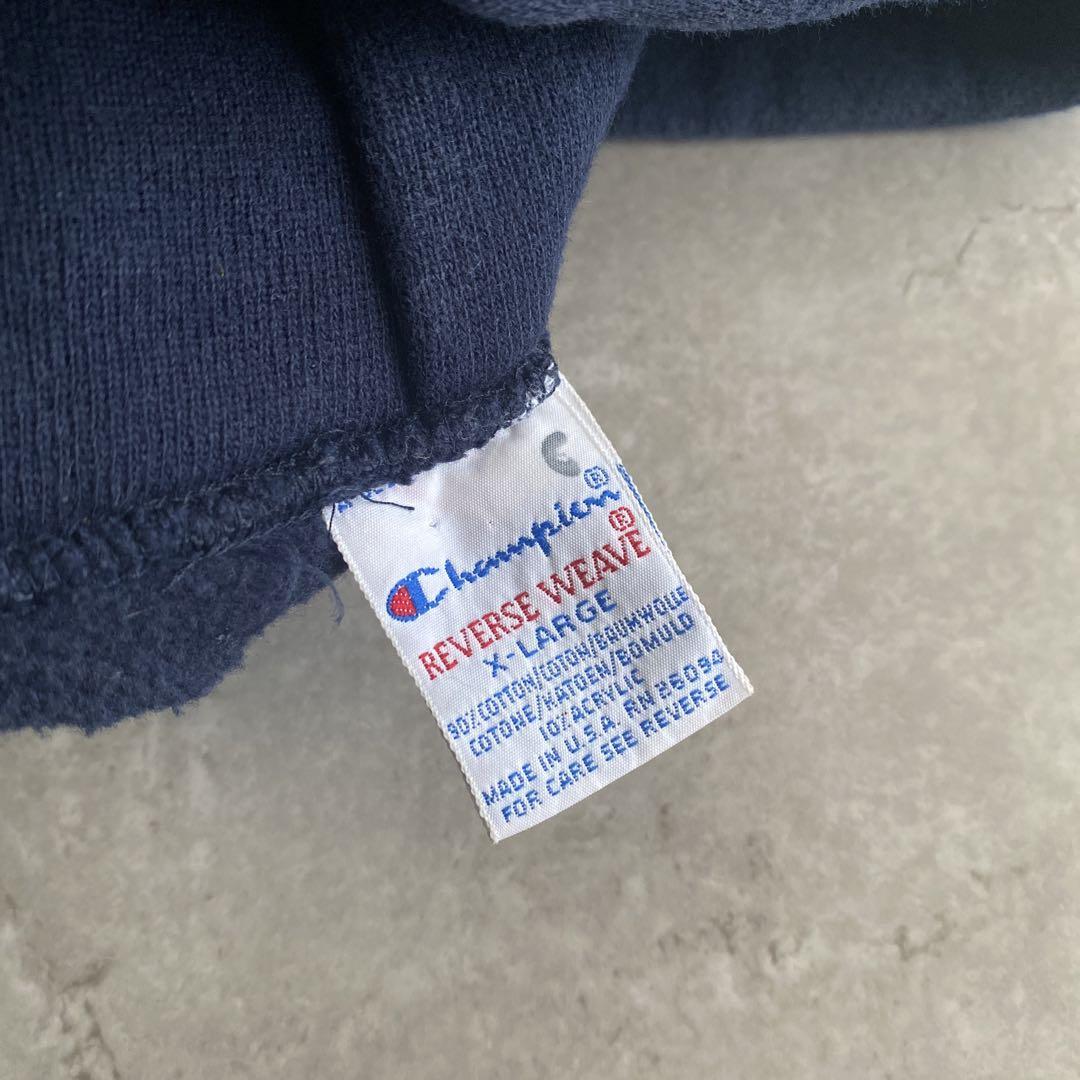 C
Champion®
REVERSE WEAVE®
X-LARGE
90% COTTON/COTON/BAUMWOLLE
COTONE/KATOEN/BOMULD
10% ACRYLIC
MADE IN U.S.A. RN 26094
FOR CARE SEE REVERSE